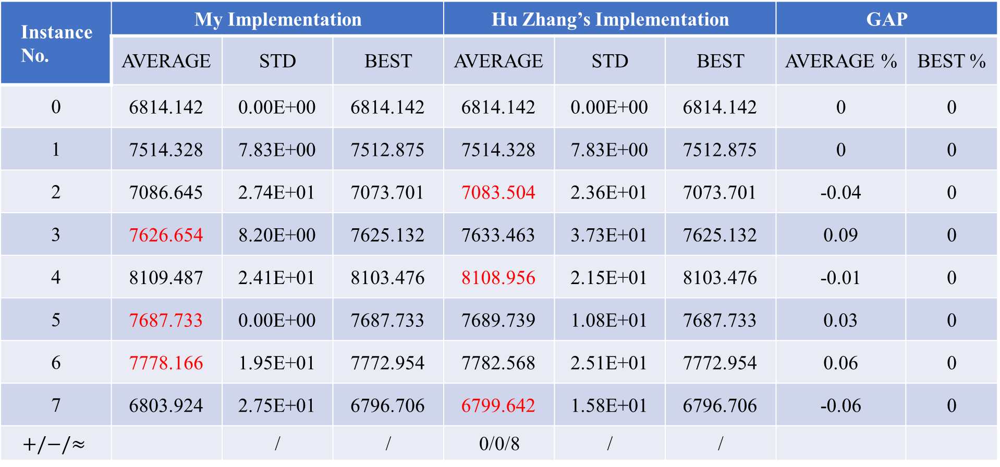 Instance No. My Implementation Hu Zhang’s Implementation GAP
AVERAGE STD BEST AVERAGE STD BEST AVERAGE % BEST %
0 6814.142 0.00E+00 6814.142 6814.142 0.00E+00 6814.142 0 0
1 7514.328 7.83E+00 7512.875 7514.328 7.83E+00 7512.875 0 0
2 7086.645 2.74E+01 7073.701 7083.504 2.36E+01 7073.701 -0.04 0
3 7626.654 8.20E+00 7625.132 7633.463 3.73E+01 7625.132 0.09 0
4 8109.487 2.41E+01 8103.476 8108.956 2.15E+01 8103.476 -0.01 0
5 7687.733 0.00E+00 7687.733 7689.739 1.08E+01 7687.733 0.03 0
6 7778.166 1.95E+01 7772.954 7782.568 2.51E+01 7772.954 0.06 0
7 6803.924 2.75E+01 6796.706 6799.642 1.58E+01 6796.706 -0.06 0
+/−/≈ / / 0/0/8 / /